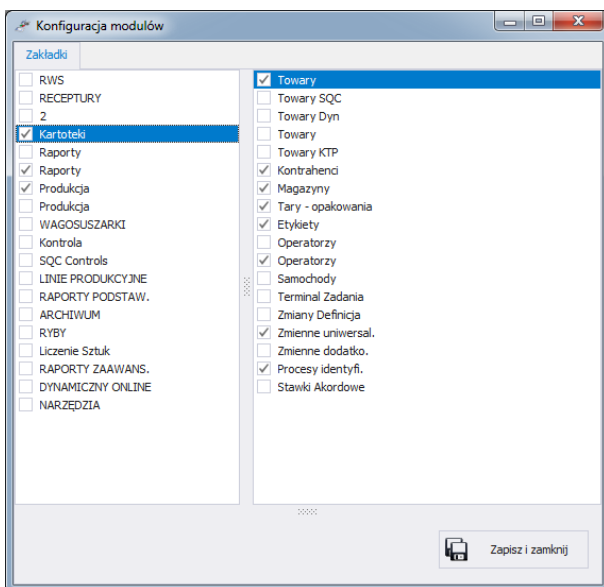 Konfiguracja modułów
Zakładki
RWS
RECEPTURY
2
Kartoteki
Raporty
Raporty
Produkcja
Produkcja
WAGOSUSZARKI
Kontrola
SQC Controls
LINIE PRODUKCYJNE
RAPORTY PODSTAW.
ARCHIWUM
RYBY
Liczenie Sztuk
RAPORTY ZAAWANS.
DYNAMICZNY ONLINE
NARZĘDZIA
Towary
Towary SQC
Towary Dyn
Towary
Towary KTP
Kontrahenci
Magazyny
Tary - opakowania
Etykiety
Operatorzy
Operatorzy
Samochody
Terminal Zadania
Zmiany Definicja
Zmienne uniwersal.
Zmienne dodatko.
Procesy identyfi.
Stawki Akordowe
Zapisz i zamknij